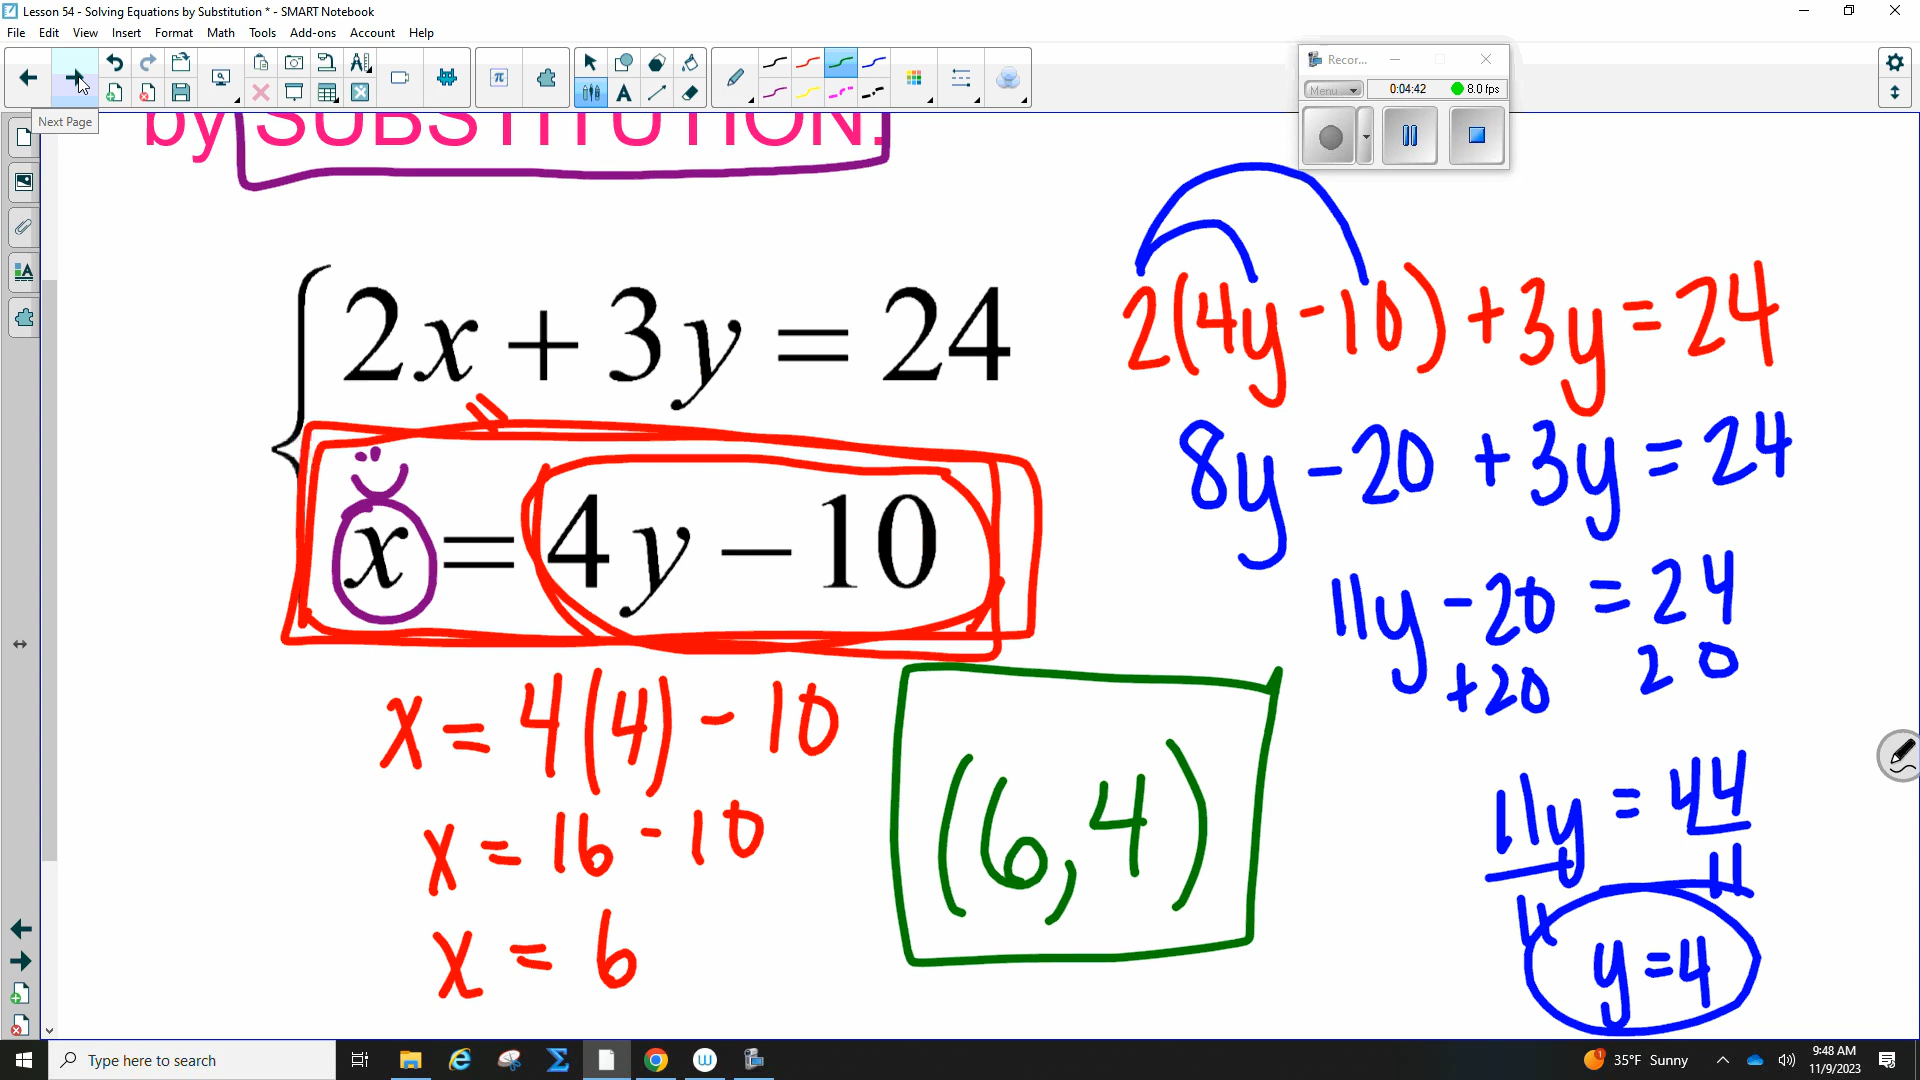 Lesson 54 - Solving Equations by Substitution * - SMART Notebook
File Edit View Insert Format Math Tools Add-ons Account Help
Recor...
Menu 0:04:42 8.0 fps
Next Page
by SUBSTITUTION.
2x + 3y = 24
x = 4y − 10
x = 4(4) - 10
x = 16 - 10
x = 6
(6,4)
2(4y-10) + 3y = 24
8y - 20 + 3y = 24
11y - 20 = 24
+20 20
11y = 44
11 11
y = 4
Type here to search
35°F Sunny
9:48 AM
11/9/2023